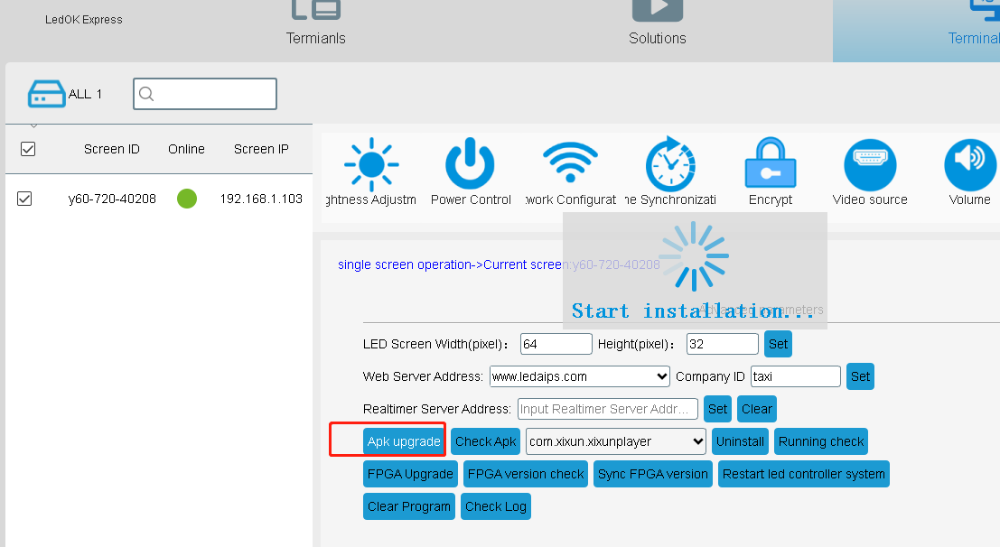 LedOK Express
Termianls
Solutions
Terminal
ALL 1
Screen ID Online Screen IP
y60-720-40208 192.168.1.103
ghtness Adjustm Power Control work Configurat ne Synchronizati Encrypt Video source Volume
single screen operation->Current screen:y60-720-40208
Start installation...
Advanced parameters
LED Screen Width(pixel): 64 Height(pixel): 32 Set
Web Server Address: www.ledaips.com Company ID taxi Set
Realtimer Server Address: Input Realtimer Server Addr... Set Clear
Apk upgrade Check Apk com.xixun.xixunplayer Uninstall Running check
FPGA Upgrade FPGA version check Sync FPGA version Restart led controller system
Clear Program Check Log